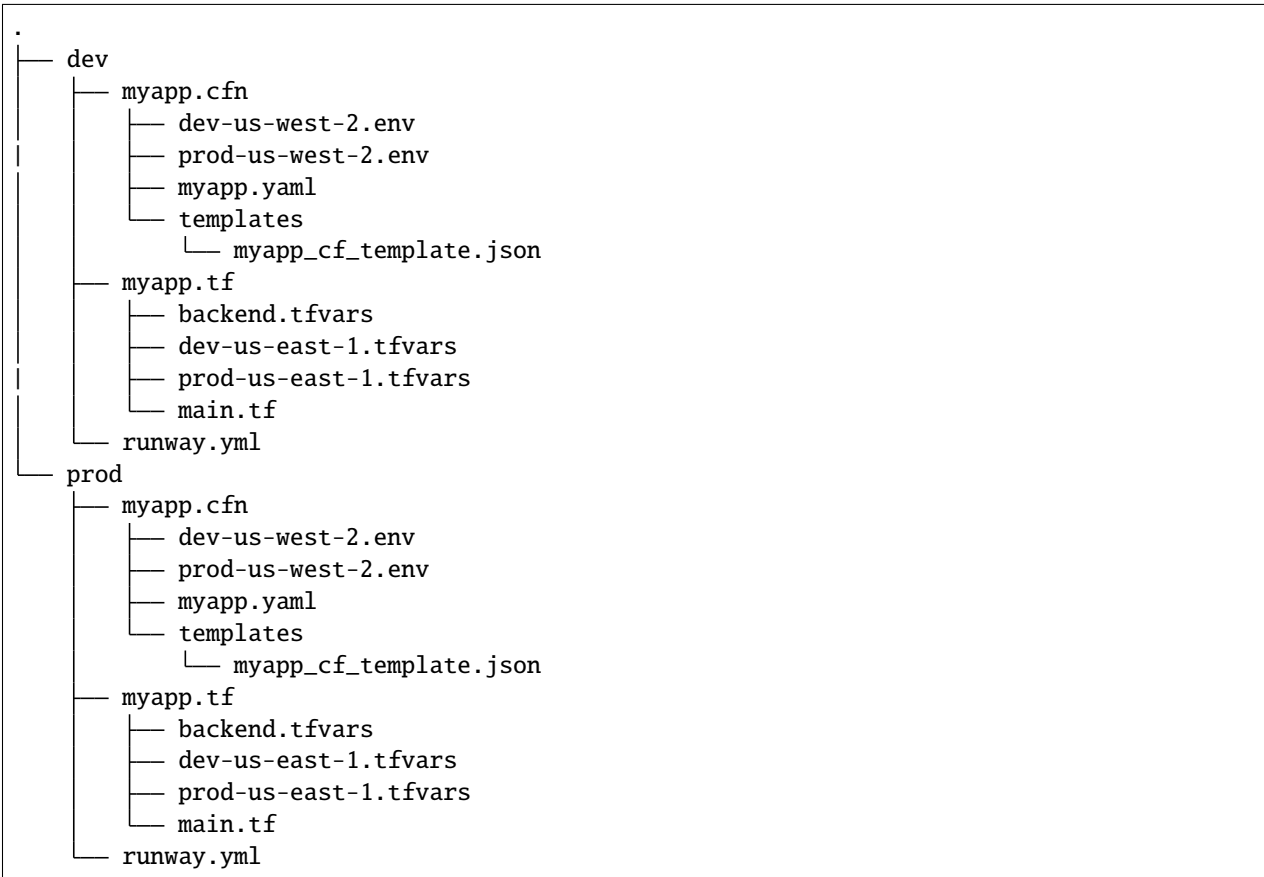 .
├── dev
│   ├── myapp.cfn
│   │   ├── dev-us-west-2.env
|   │   ├── prod-us-west-2.env
│   │   ├── myapp.yaml
│   │   └── templates
│   │       └── myapp_cf_template.json
│   ├── myapp.tf
│   │   ├── backend.tfvars
│   │   ├── dev-us-east-1.tfvars
|   │   ├── prod-us-east-1.tfvars
│   │   └── main.tf
│   └── runway.yml
└── prod
    ├── myapp.cfn
    │   ├── dev-us-west-2.env
    │   ├── prod-us-west-2.env
    │   ├── myapp.yaml
    │   └── templates
    │       └── myapp_cf_template.json
    ├── myapp.tf
    │   ├── backend.tfvars
    │   ├── dev-us-east-1.tfvars
    │   ├── prod-us-east-1.tfvars
    │   └── main.tf
    └── runway.yml